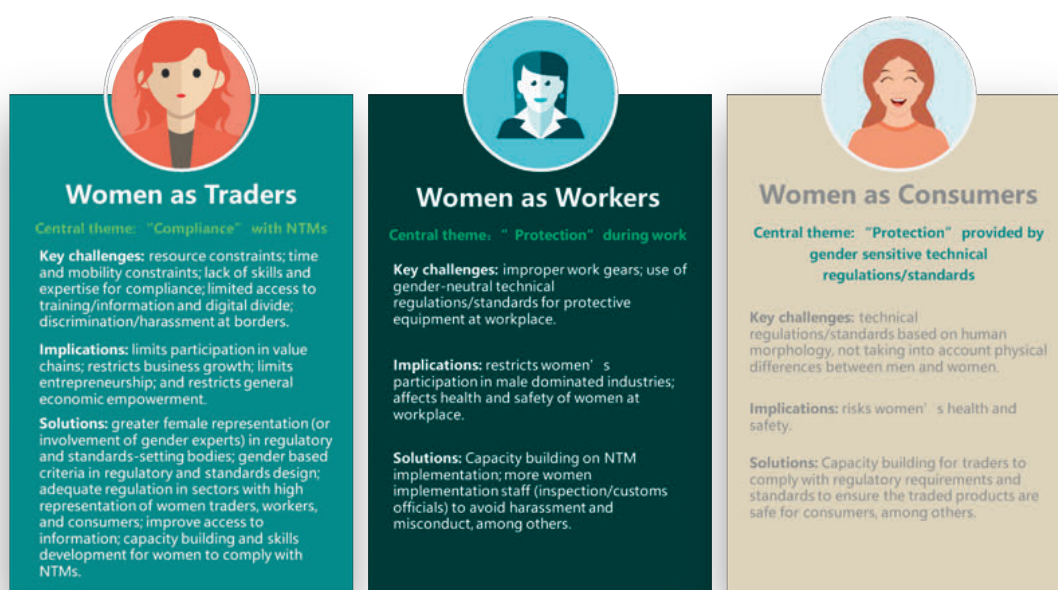 Women as Traders
Central theme: “Compliance” with NTMs
Key challenges: resource constraints; time
and mobility constraints; lack of skills and
expertise for compliance; limited access to
training/information and digital divide;
discrimination/harassment at borders.
Implications: limits participation in value
chains; restricts business growth; limits
entrepreneurship; and restricts general
economic empowerment.
Solutions: greater female representation (or
involvement of gender experts) in regulatory
and standards-setting bodies; gender based
criteria in regulatory and standards design;
adequate regulation in sectors with high
representation of women traders, workers,
and consumers; improve access to
information; capacity building and skills
development for women to comply with
NTMs.
Women as Workers
Central theme: “Protection” during work
Key challenges: improper work gears; use of
gender-neutral technical
regulations/standards for protective
equipment at workplace.
Implications: restricts women’s
participation in male dominated industries;
affects health and safety of women at
workplace.
Solutions: Capacity building on NTM
implementation; more women
implementation staff (inspection/customs
officials) to avoid harassment and
misconduct, among others.
Women as Consumers
Central theme: “Protection” provided by
gender sensitive technical
regulations/standards
Key challenges: technical
regulations/standards based on human
morphology, not taking into account physical
differences between men and women.
Implications: risks women’s health and
safety.
Solutions: Capacity building for traders to
comply with regulatory requirements and
standards to ensure the traded products are
safe for consumers, among others.